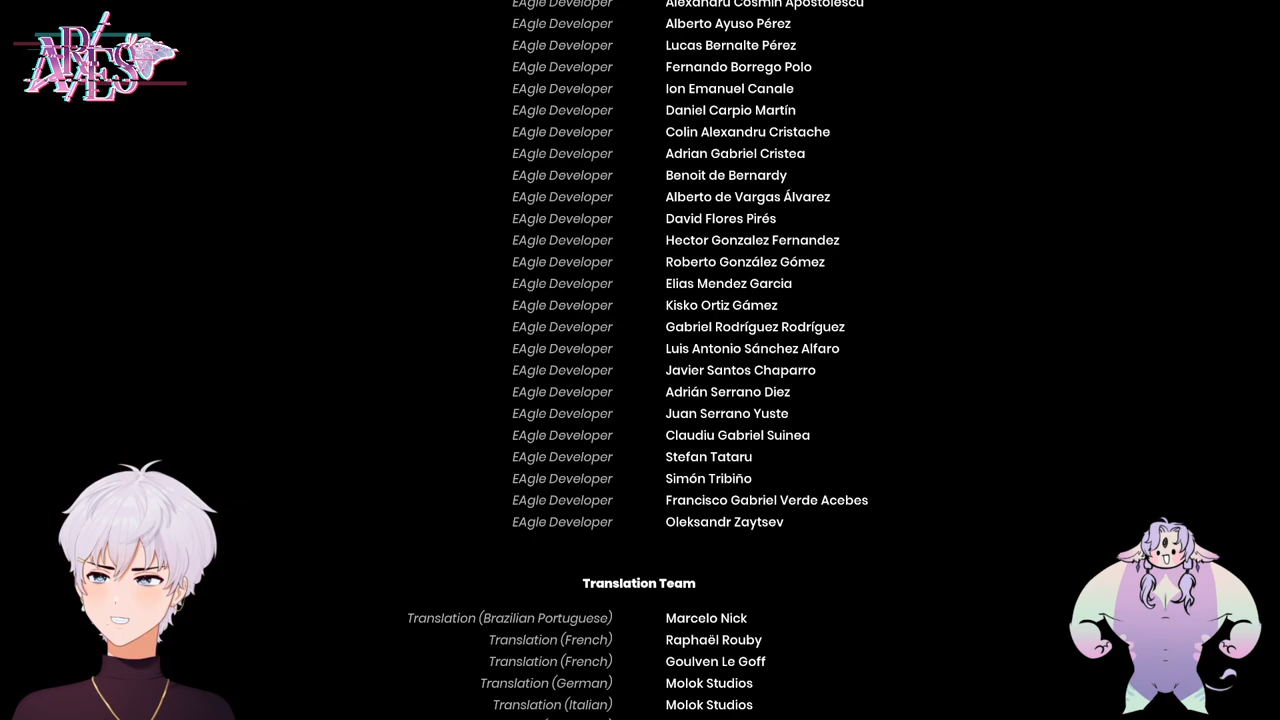 ARES
EAgle Developer Alexandru Cosmin Apostolescu
EAgle Developer Alberto Ayuso Pérez
EAgle Developer Lucas Bernalte Pérez
EAgle Developer Fernando Borrego Polo
EAgle Developer Ion Emanuel Canale
EAgle Developer Daniel Carpio Martín
EAgle Developer Colin Alexandru Cristache
EAgle Developer Adrian Gabriel Cristea
EAgle Developer Benoit de Bernardy
EAgle Developer Alberto de Vargas Álvarez
EAgle Developer David Flores Pirés
EAgle Developer Hector Gonzalez Fernandez
EAgle Developer Roberto González Gómez
EAgle Developer Elias Mendez Garcia
EAgle Developer Kisko Ortiz Gámez
EAgle Developer Gabriel Rodríguez Rodríguez
EAgle Developer Luis Antonio Sánchez Alfaro
EAgle Developer Javier Santos Chaparro
EAgle Developer Adrián Serrano Diez
EAgle Developer Juan Serrano Yuste
EAgle Developer Claudiu Gabriel Suinea
EAgle Developer Stefan Tataru
EAgle Developer Simón Tribiño
EAgle Developer Francisco Gabriel Verde Acebes
EAgle Developer Oleksandr Zaytsev
Translation Team
Translation (Brazilian Portuguese) Marcelo Nick
Translation (French) Raphaël Rouby
Translation (French) Goulven Le Goff
Translation (German) Molok Studios
Translation (Italian) Molok Studios